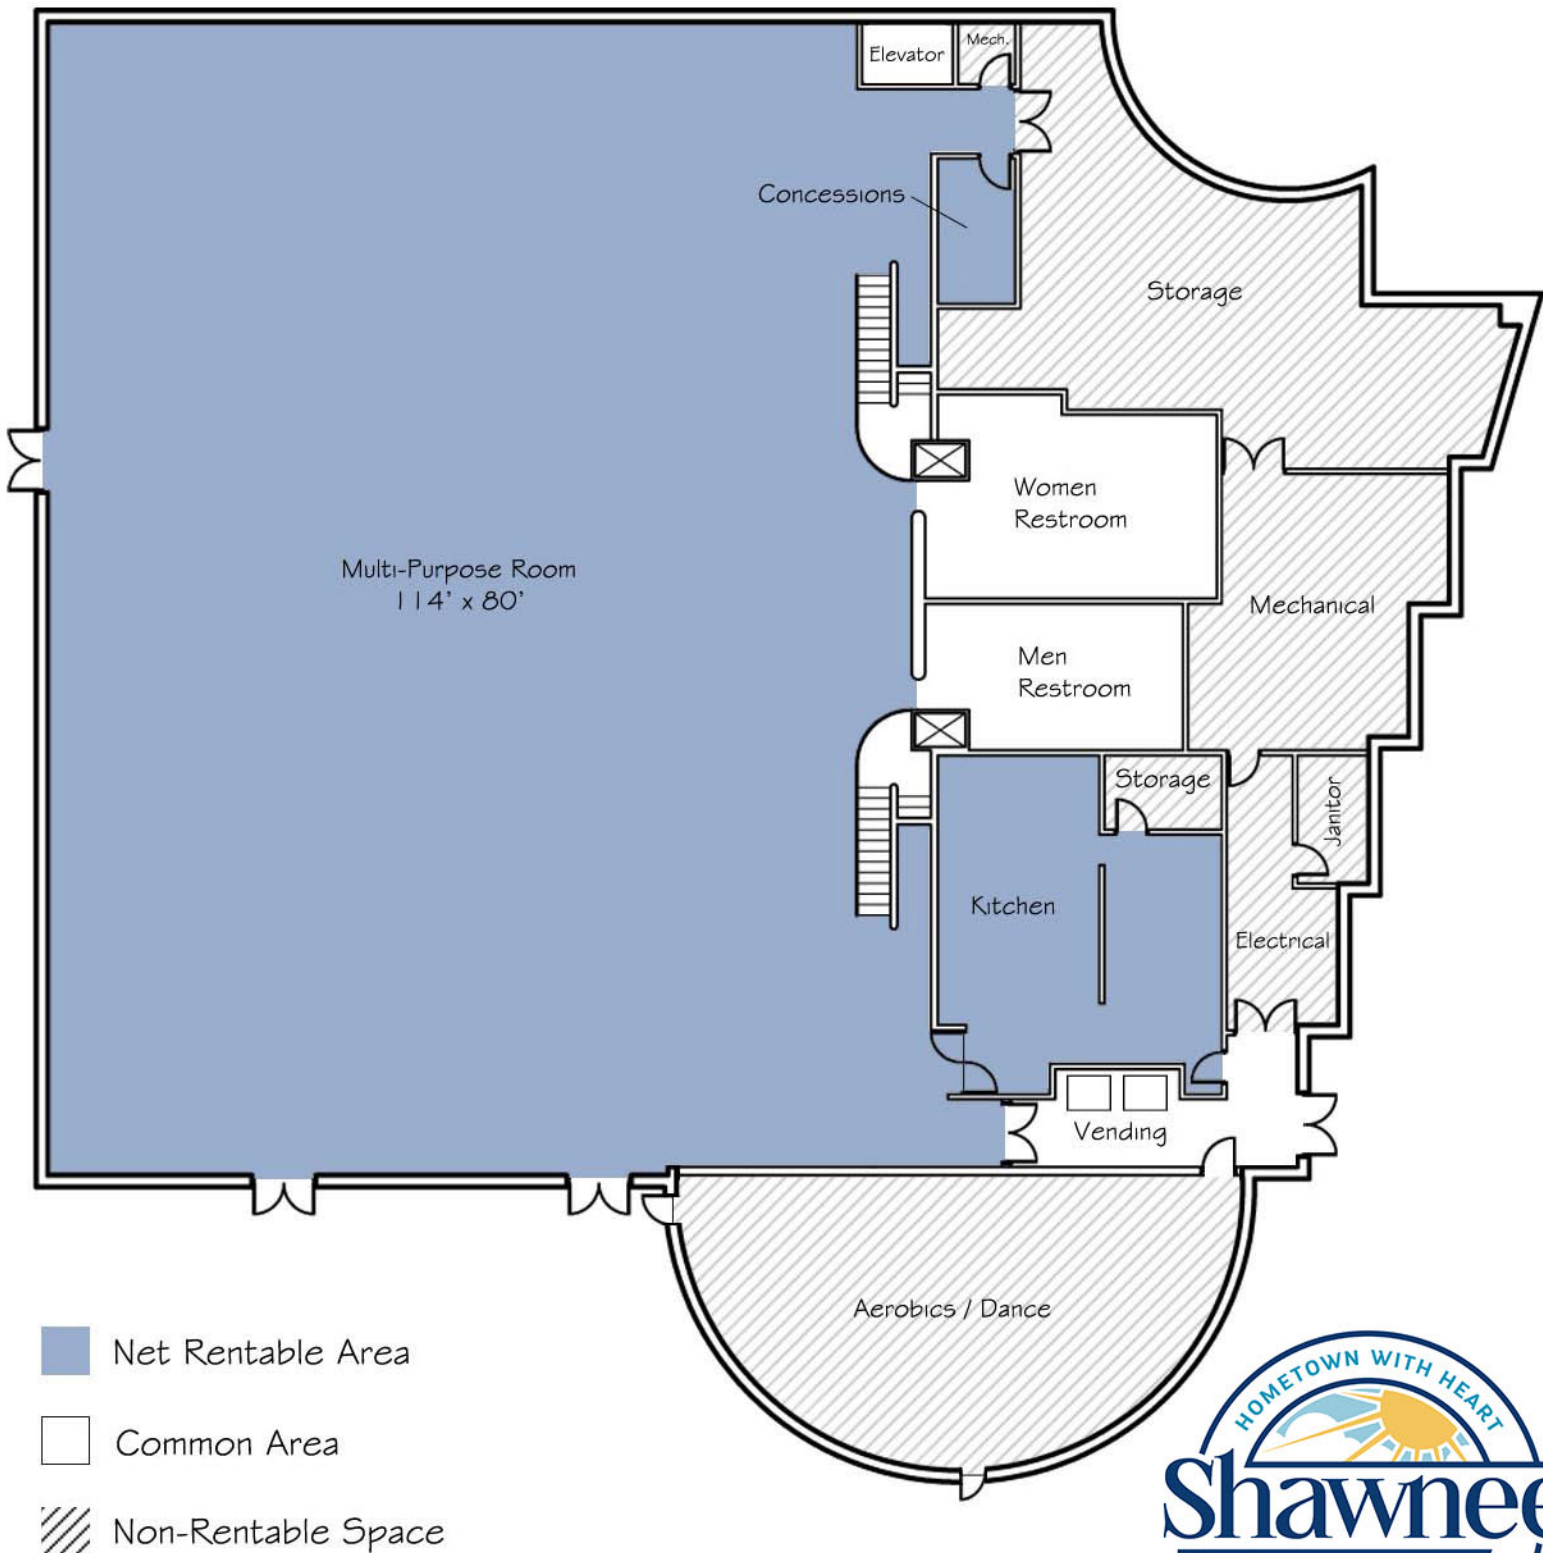 Elevator
Mech.
Concessions
Storage
Women
Restroom
Multi-Purpose Room
114' x 80'
Mechanical
Men
Restroom
Storage
Janitor
Kitchen
Electrical
Vending
Aerobics / Dance
Net Rentable Area
Common Area
Non-Rentable Space
HOMETOWN WITH HEART
Shawnee